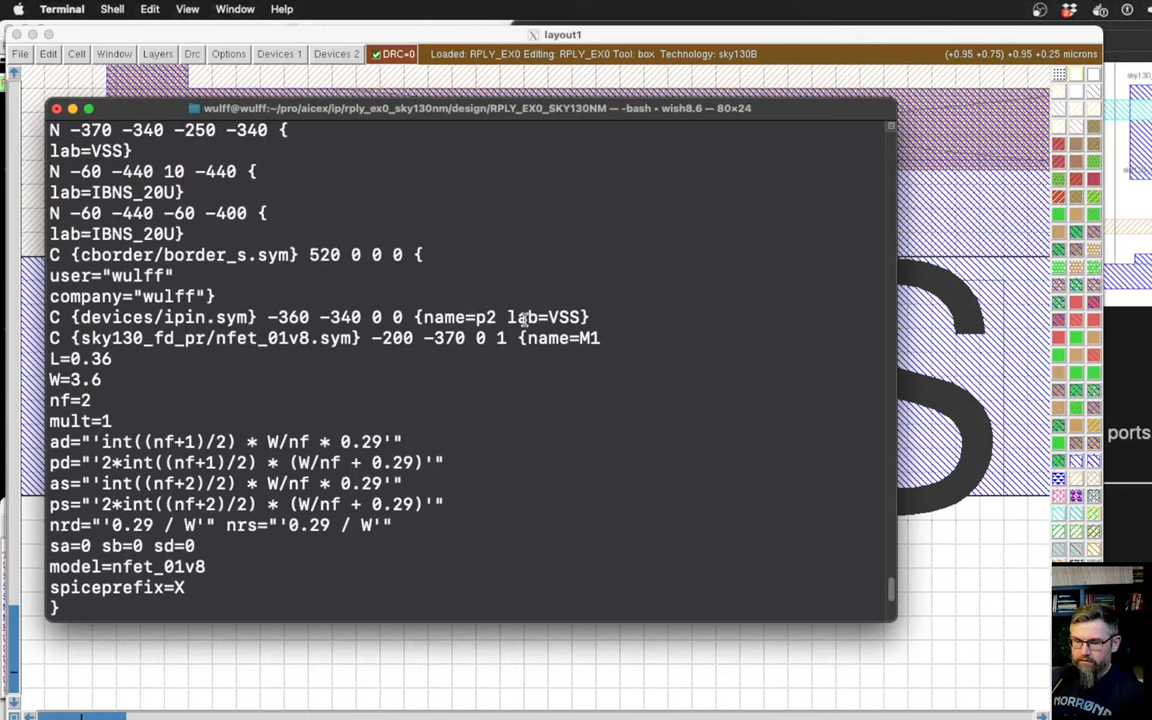 Terminal Shell Edit View Window Help
layout1
File Edit Cell Window Layers Drc Options Devices 1 Devices 2 DRC=0 Loaded: RPLY_EX0 Editing: RPLY_EX0 Tool: box Technology: sky130B (+0.95 +0.75) +0.95 +0.25 microns
wulff@wulff:~/pro/aicex/ip/rply_ex0_sky130nm/design/RPLY_EX0_SKY130NM — -bash • wish8.6 — 80×24
N -370 -340 -250 -340 {
lab=VSS}
N -60 -440 10 -440 {
lab=IBNS_20U}
N -60 -440 -60 -400 {
lab=IBNS_20U}
C {cborder/border_s.sym} 520 0 0 0 {
user="wulff"
company="wulff"}
C {devices/ipin.sym} -360 -340 0 0 {name=p2 lab=VSS}
C {sky130_fd_pr/nfet_01v8.sym} -200 -370 0 1 {name=M1
L=0.36
W=3.6
nf=2
mult=1
ad="'int((nf+1)/2) * W/nf * 0.29'"
pd="'2*int((nf+1)/2) * (W/nf + 0.29)'"
as="'int((nf+2)/2) * W/nf * 0.29'"
ps="'2*int((nf+2)/2) * (W/nf + 0.29)'"
nrd="'0.29 / W'" nrs="'0.29 / W'"
sa=0 sb=0 sd=0
model=nfet_01v8
spiceprefix=X
}
S
ports